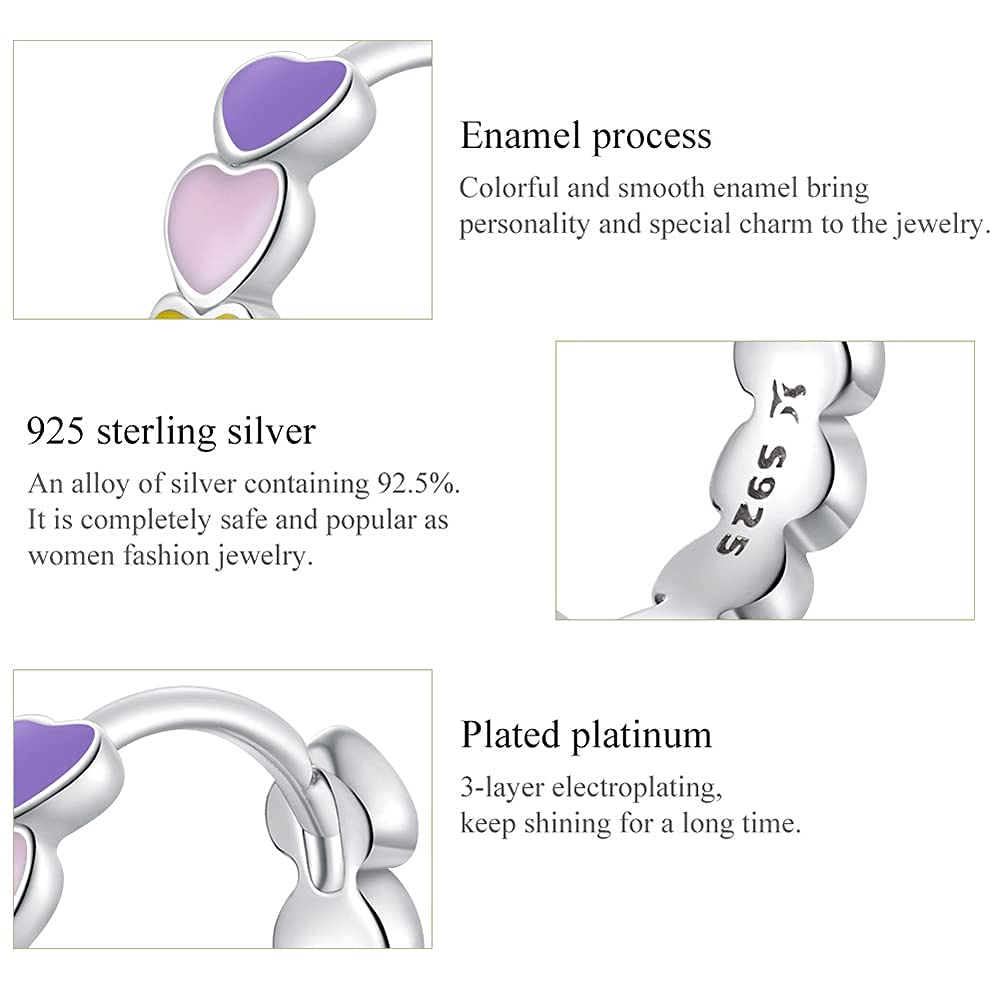 Enamel process
Colorful and smooth enamel bring
personality and special charm to the jewelry.
925 sterling silver
An alloy of silver containing 92.5%.
It is completely safe and popular as
women fashion jewelry.
S925
Plated platinum
3-layer electroplating,
keep shining for a long time.